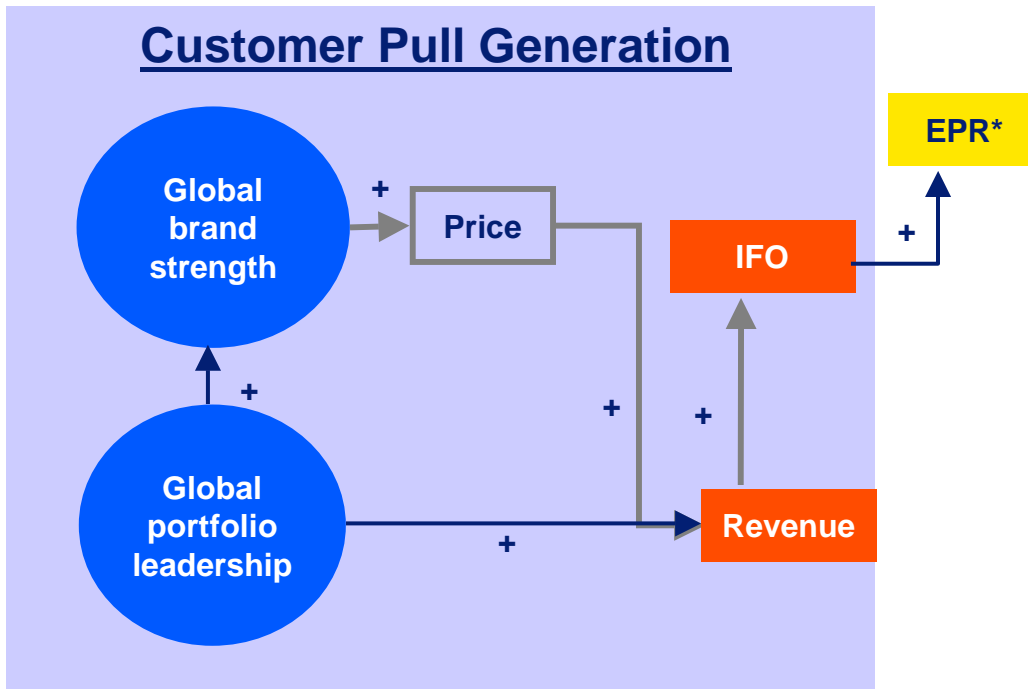 Customer Pull Generation
EPR*
Global
brand
strength
+
Price
IFO
+
+
+
+
Global
portfolio
leadership
Revenue
+